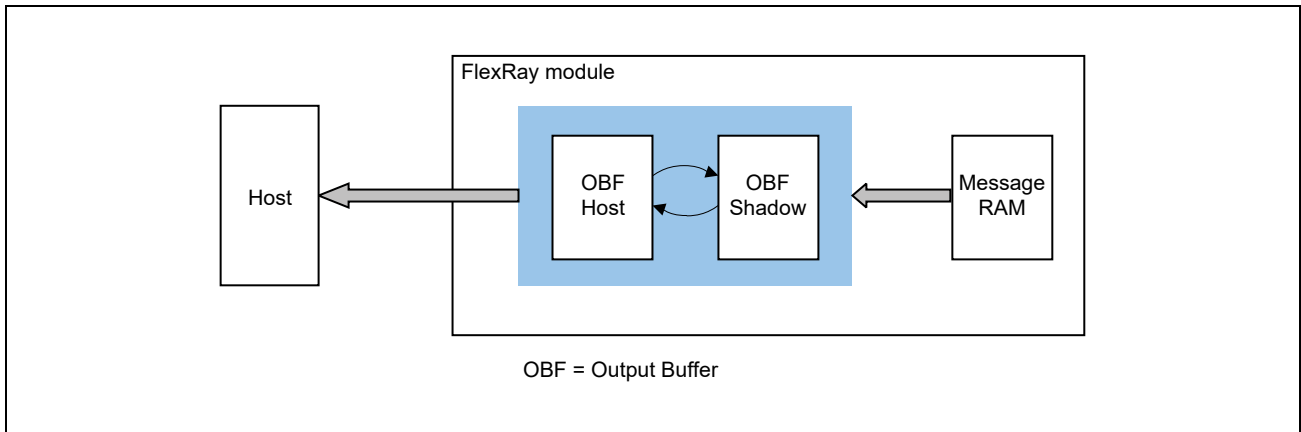 FlexRay module
Host
OBF
Host
OBF
Shadow
Message
RAM
OBF = Output Buffer